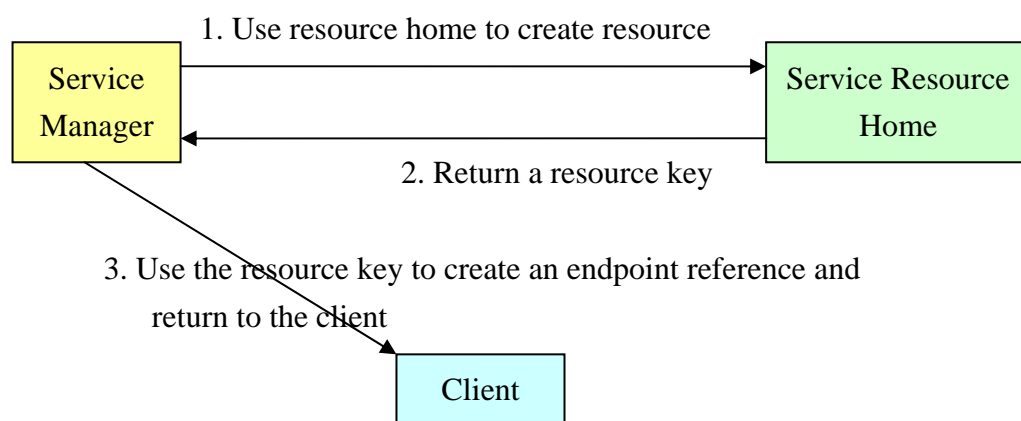 1. Use resource home to create resource
Service
Manager
Service Resource
Home
2. Return a resource key
3. Use the resource key to create an endpoint reference and
return to the client
Client